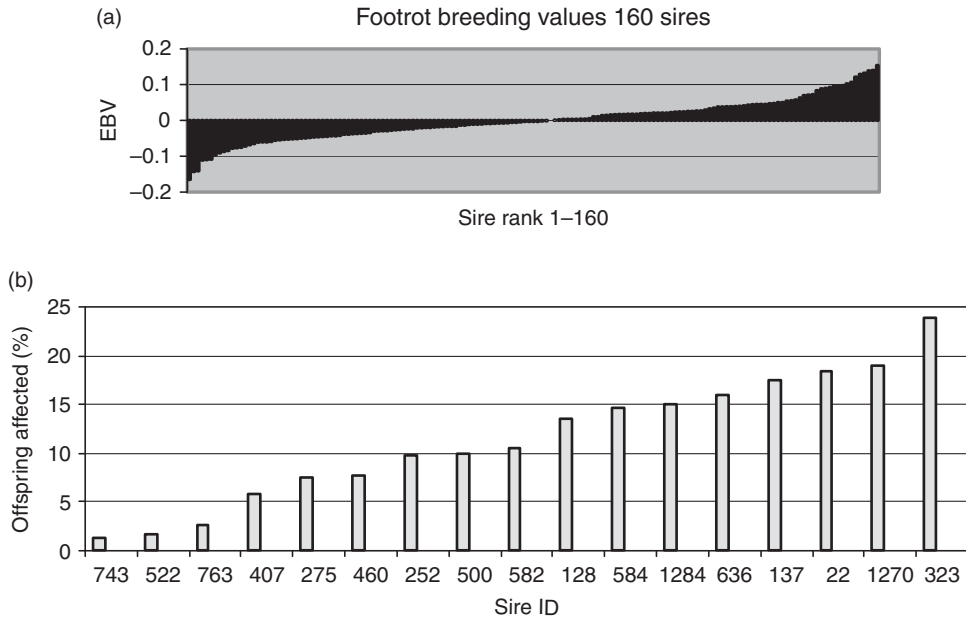 (a)
Footrot breeding values 160 sires
EBV
0.2
0.1
0
–0.1
–0.2
Sire rank 1–160
(b)
Offspring affected (%)
25
20
15
10
5
0
743 522 763 407 275 460 252 500 582 128 584 1284 636 137 22 1270 323
Sire ID